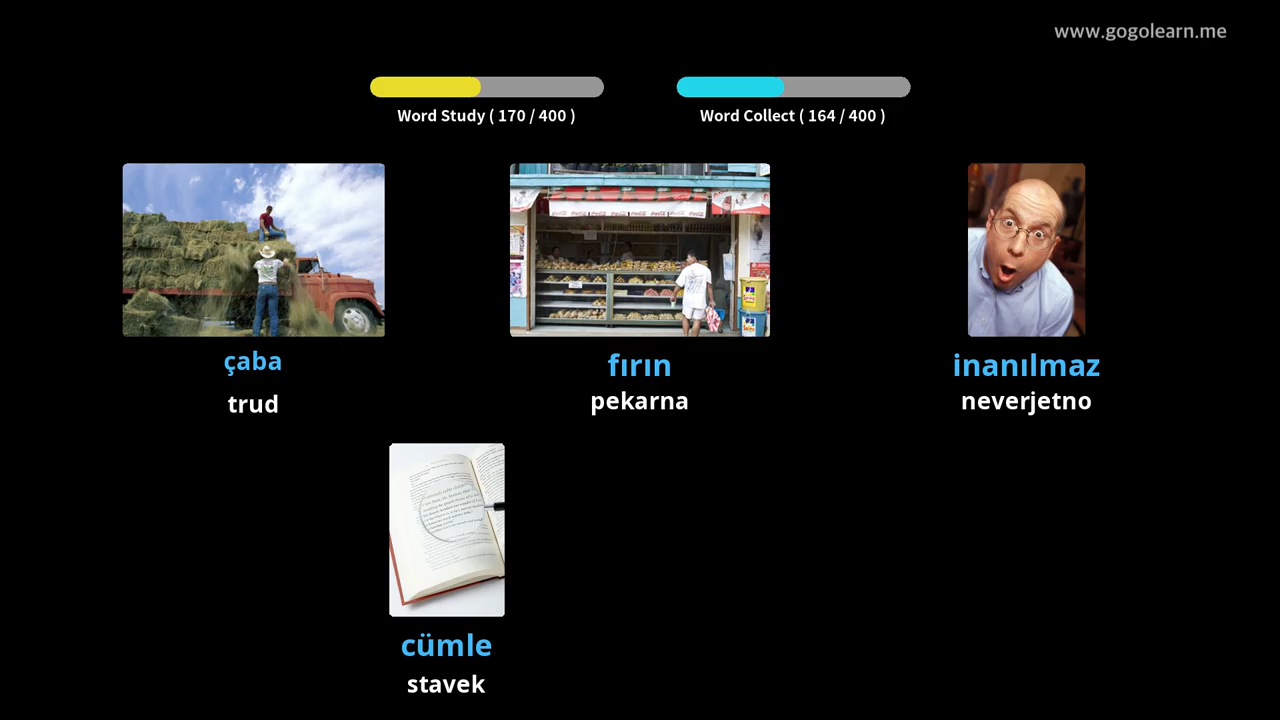 www.gogolearn.me
Word Study ( 170 / 400 )
Word Collect ( 164 / 400 )
çaba
trud
fırın
pekarna
inanılmaz
neverjetno
cümle
stavek